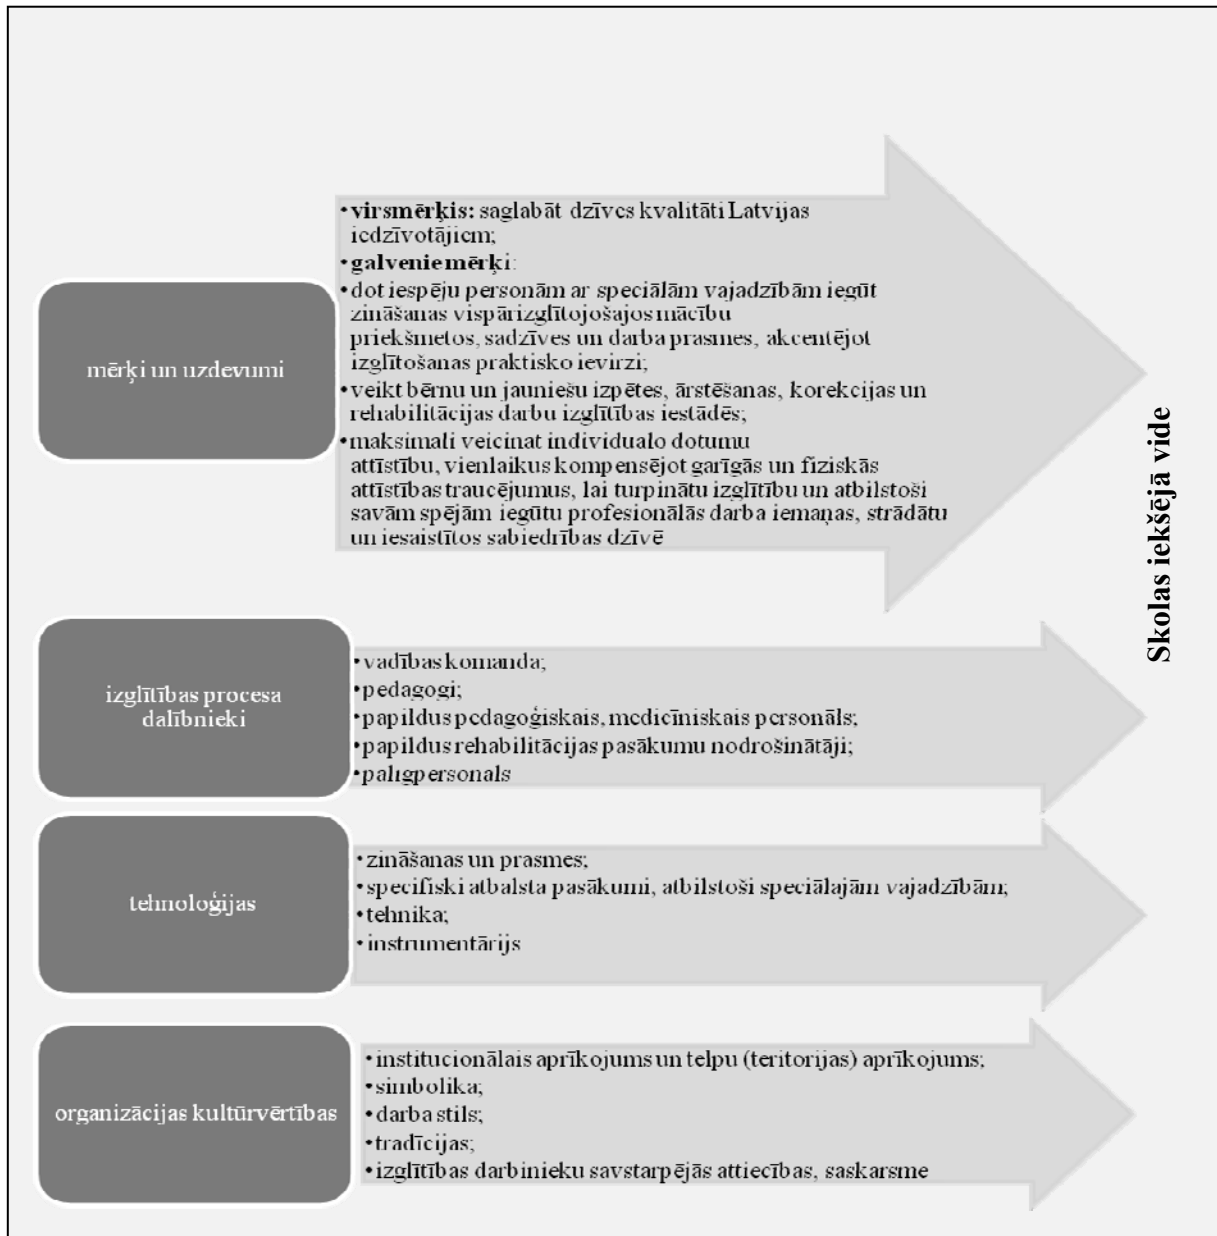 mērķi un uzdevumi
•virsmērķis: saglabāt dzīves kvalitāti Latvijas
iedzīvotājiem;
•galvenie mērķi:
•dot iespēju personām ar speciālām vajadzībām iegūt
zināšanas vispārizglītojošajos mācību
priekšmetos, sadzīves un darba prasmes, akcentējot
izglītošanas praktisko ievirzi;
•veikt bērnu un jauniešu izpētes, ārstēšanas, korekcijas un
rehabilitācijas darbu izglītības iestādēs;
•maksimali veicinat individualo dotumu
attīstību, vienlaikus kompensējot garīgās un fiziskās
attīstības traucējumus, lai turpinātu izglītību un atbilstoši
savām spējām iegūtu profesionālās darba iemaņas, strādātu
un iesaistītos sabiedrības dzīvē
izglītības procesa
dalībnieki
•vadības komanda;
•pedagogi;
•papildus pedagoģiskais, medicīniskais personāls;
•papildus rehabilitācijas pasākumu nodrošinātāji;
•palıgpersonals
tehnoloģijas
•zināšanas un prasmes;
•specifiski atbalsta pasākumi, atbilstoši speciālajām vajadzībām;
•tehnika;
•instrumentārijs
organizācijas kultūrvērtības
•institucionālais aprīkojums un telpu (teritorijas) aprīkojums;
•simbolika;
•darba stils;
•tradīcijas;
•izglītības darbinieku savstarpējās attiecības, saskarsme
Skolas iekšējā vide